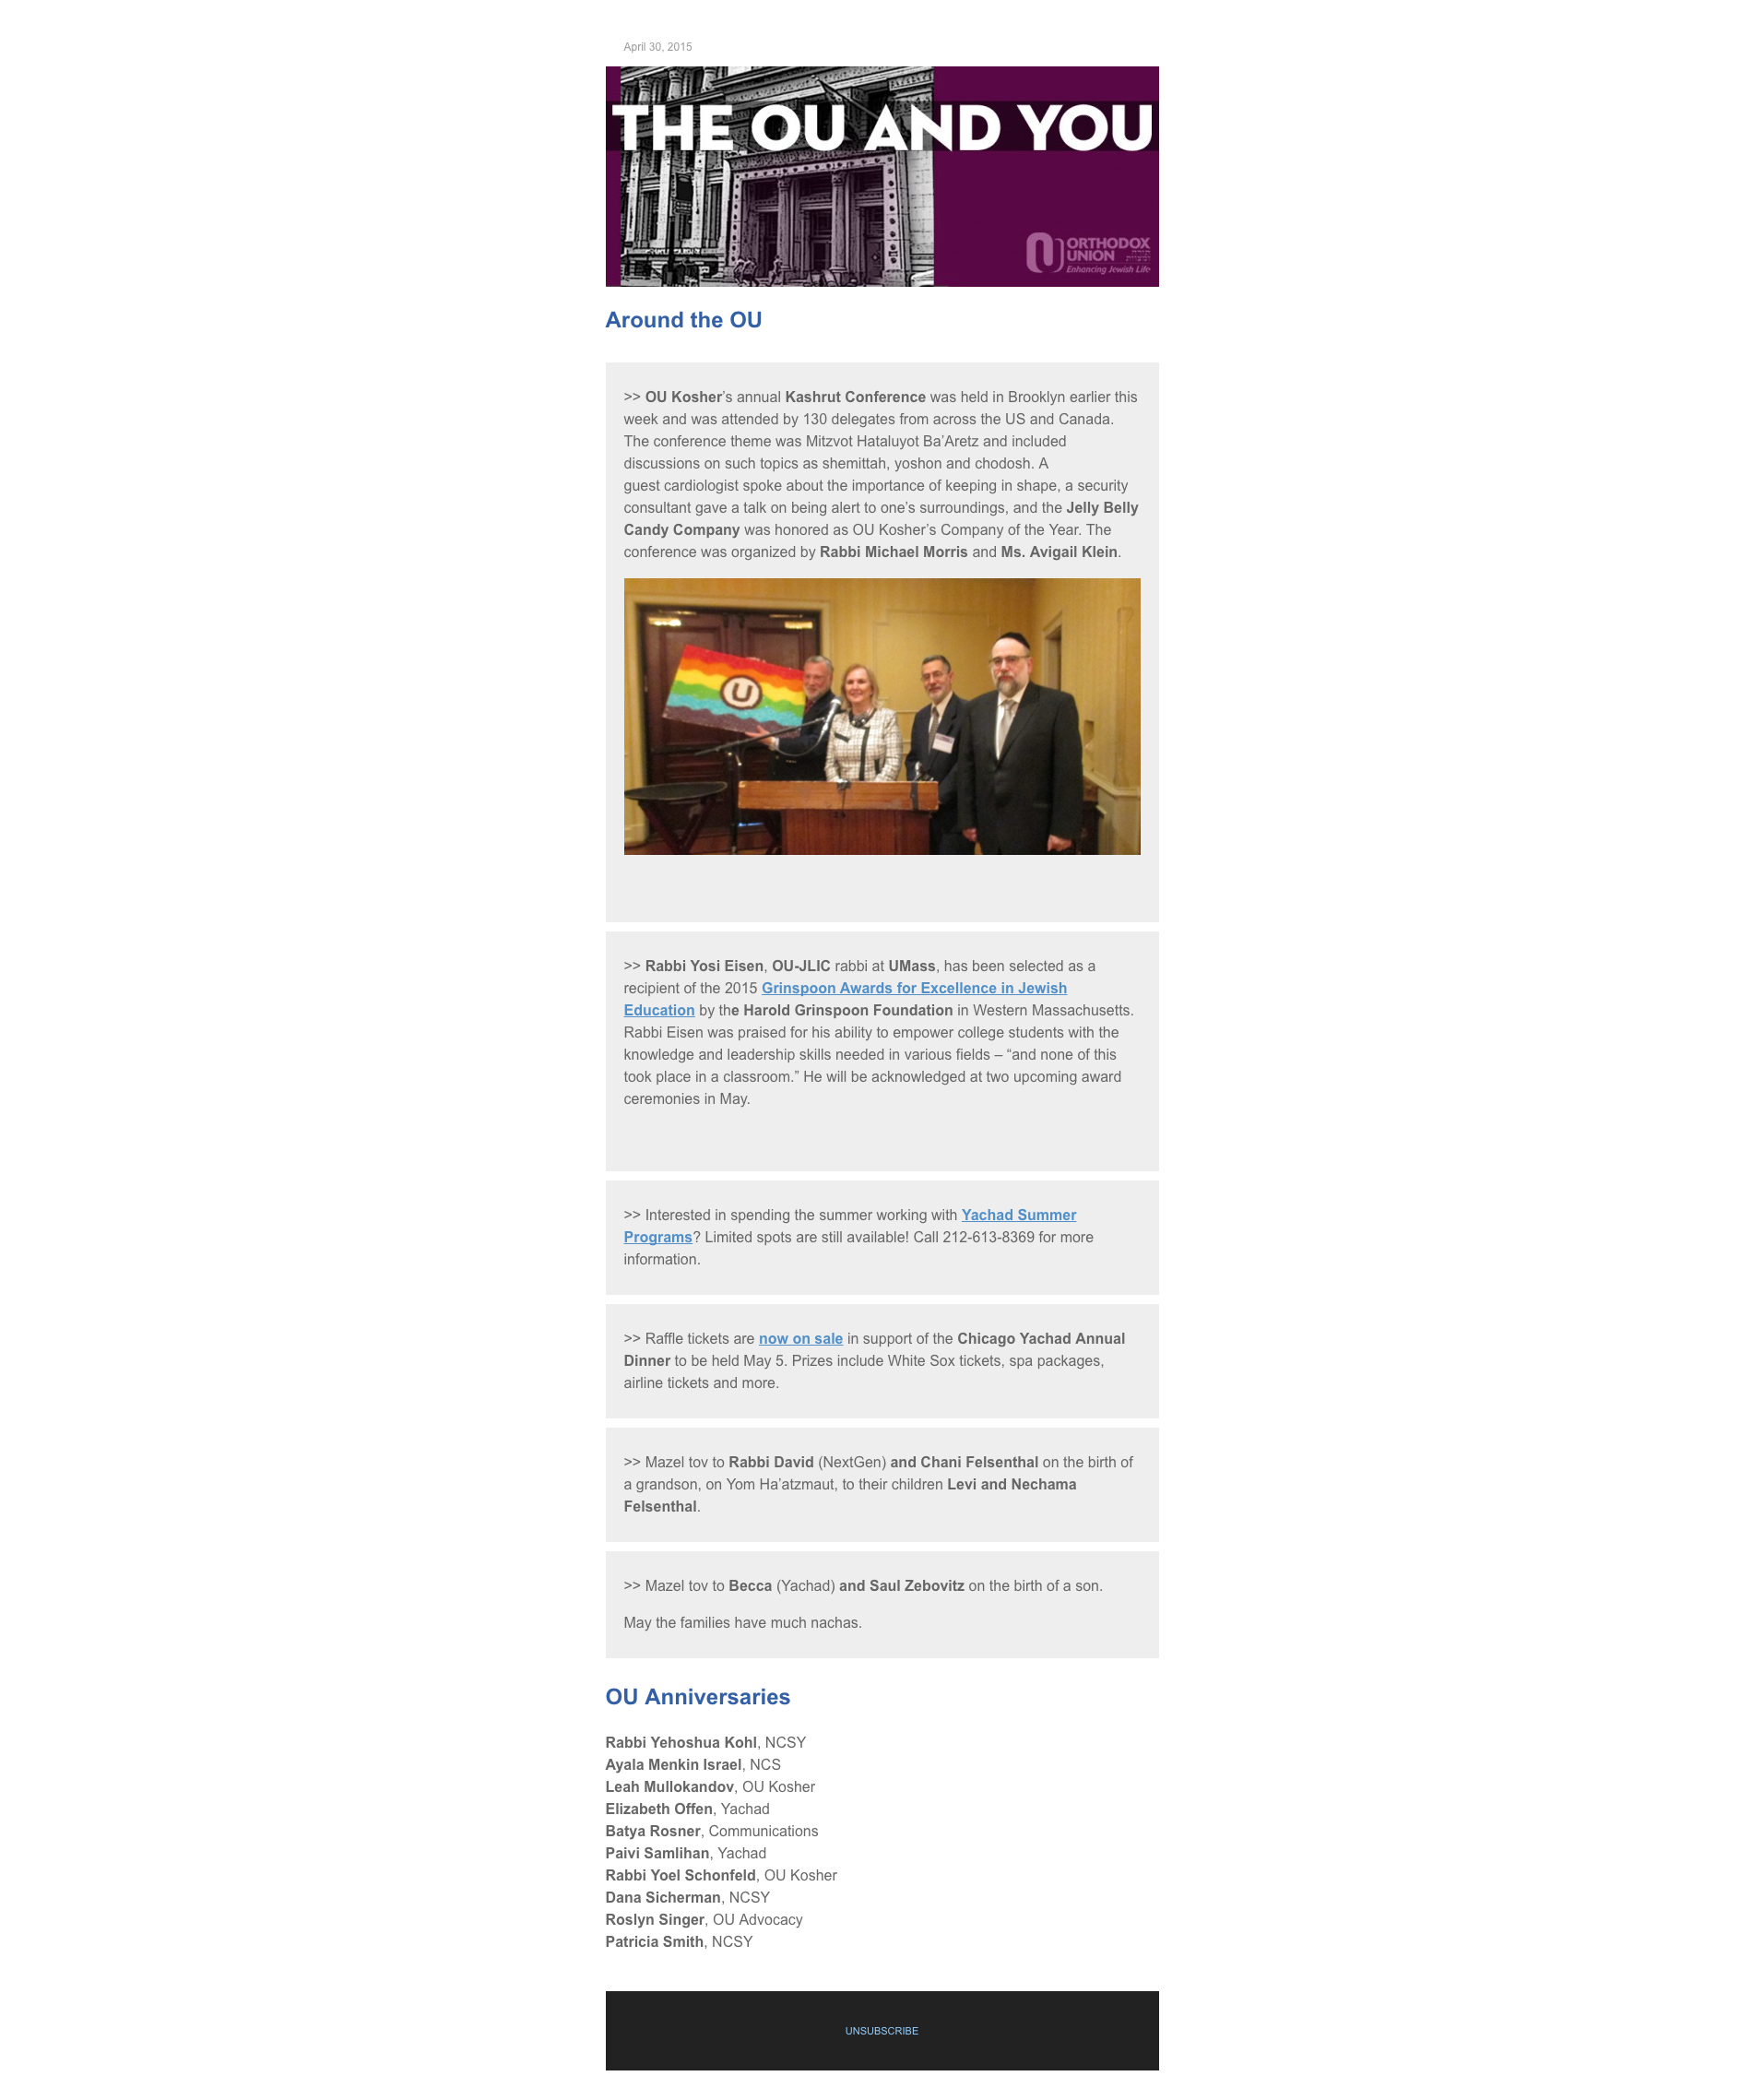 April 30, 2015
THE OU AND YOU
ORTHODOX
UNION
Enhancing Jewish Life
Around the OU
>> OU Kosher’s annual Kashrut Conference was held in Brooklyn earlier this
week and was attended by 130 delegates from across the US and Canada.
The conference theme was Mitzvot Hataluyot Ba’Aretz and included
discussions on such topics as shemittah, yoshon and chodosh. A
guest cardiologist spoke about the importance of keeping in shape, a security
consultant gave a talk on being alert to one’s surroundings, and the Jelly Belly
Candy Company was honored as OU Kosher’s Company of the Year. The
conference was organized by Rabbi Michael Morris and Ms. Avigail Klein.
U
>> Rabbi Yosi Eisen, OU-JLIC rabbi at UMass, has been selected as a
recipient of the 2015 Grinspoon Awards for Excellence in Jewish
Education by the Harold Grinspoon Foundation in Western Massachusetts.
Rabbi Eisen was praised for his ability to empower college students with the
knowledge and leadership skills needed in various fields – “and none of this
took place in a classroom.” He will be acknowledged at two upcoming award
ceremonies in May.
>> Interested in spending the summer working with Yachad Summer
Programs? Limited spots are still available! Call 212-613-8369 for more
information.
>> Raffle tickets are now on sale in support of the Chicago Yachad Annual
Dinner to be held May 5. Prizes include White Sox tickets, spa packages,
airline tickets and more.
>> Mazel tov to Rabbi David (NextGen) and Chani Felsenthal on the birth of
a grandson, on Yom Ha’atzmaut, to their children Levi and Nechama
Felsenthal.
>> Mazel tov to Becca (Yachad) and Saul Zebovitz on the birth of a son.
May the families have much nachas.
OU Anniversaries
Rabbi Yehoshua Kohl, NCSY
Ayala Menkin Israel, NCS
Leah Mullokandov, OU Kosher
Elizabeth Offen, Yachad
Batya Rosner, Communications
Paivi Samlihan, Yachad
Rabbi Yoel Schonfeld, OU Kosher
Dana Sicherman, NCSY
Roslyn Singer, OU Advocacy
Patricia Smith, NCSY
UNSUBSCRIBE